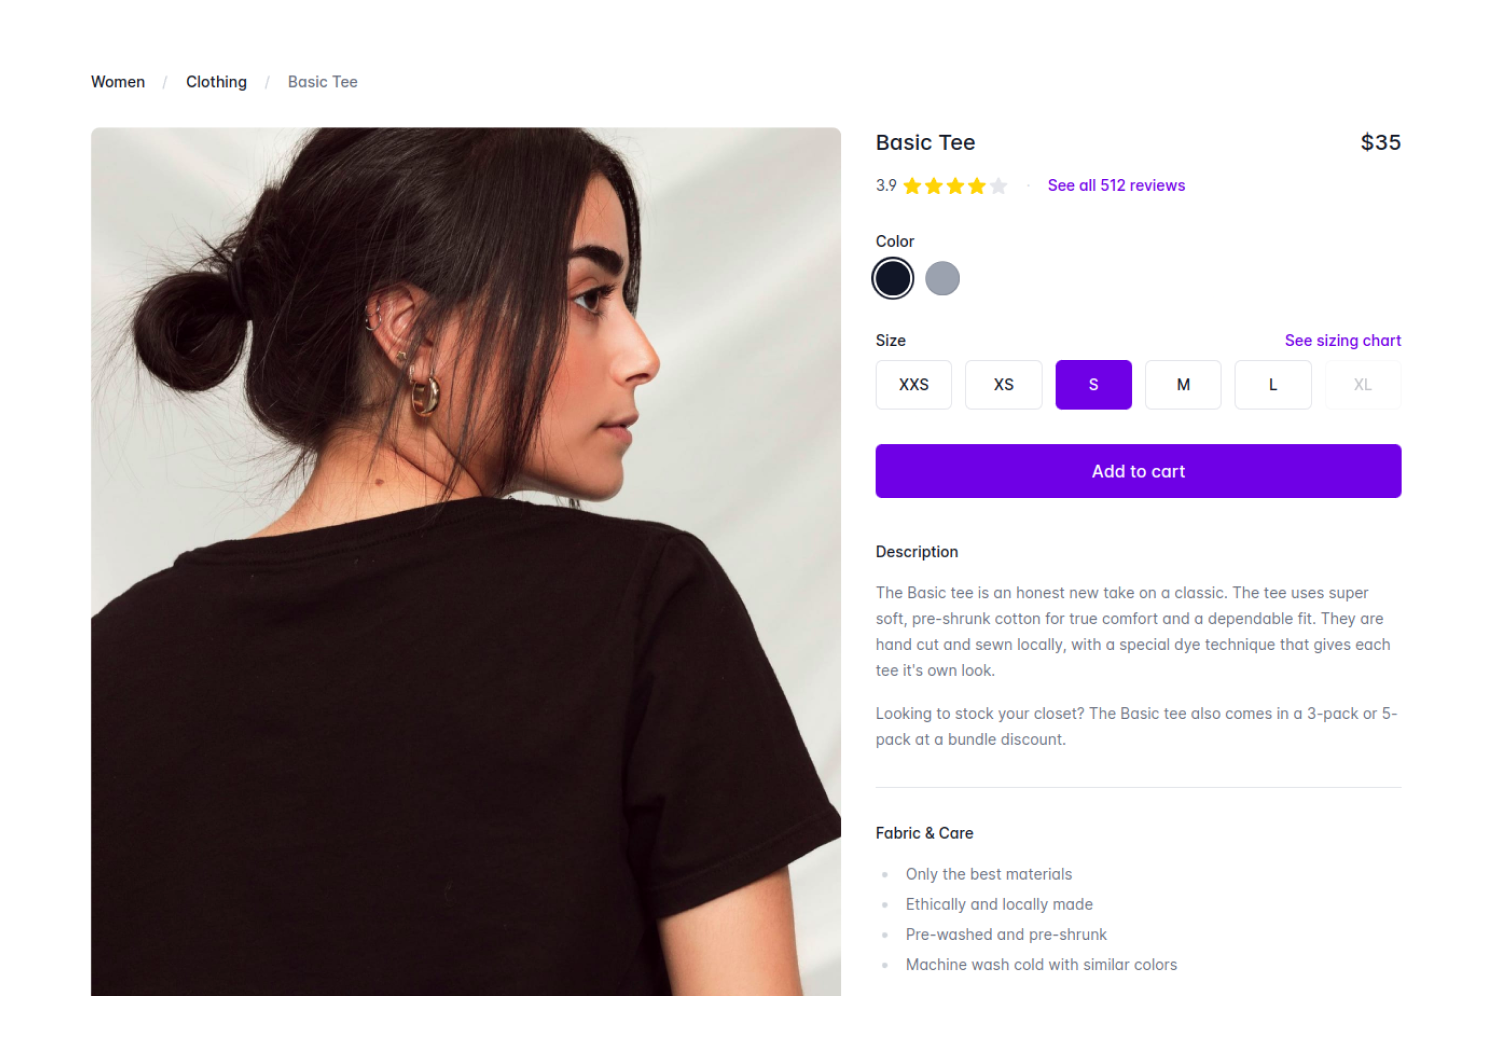 Women / Clothing / Basic Tee
Basic Tee
$35
3.9
· See all 512 reviews
Color
Size
See sizing chart
XXS
XS
S
M
L
XL
Add to cart
Description
The Basic tee is an honest new take on a classic. The tee uses super
soft, pre-shrunk cotton for true comfort and a dependable fit. They are
hand cut and sewn locally, with a special dye technique that gives each
tee it's own look.
Looking to stock your closet? The Basic tee also comes in a 3-pack or 5-
pack at a bundle discount.
Fabric & Care
Only the best materials
Ethically and locally made
Pre-washed and pre-shrunk
Machine wash cold with similar colors